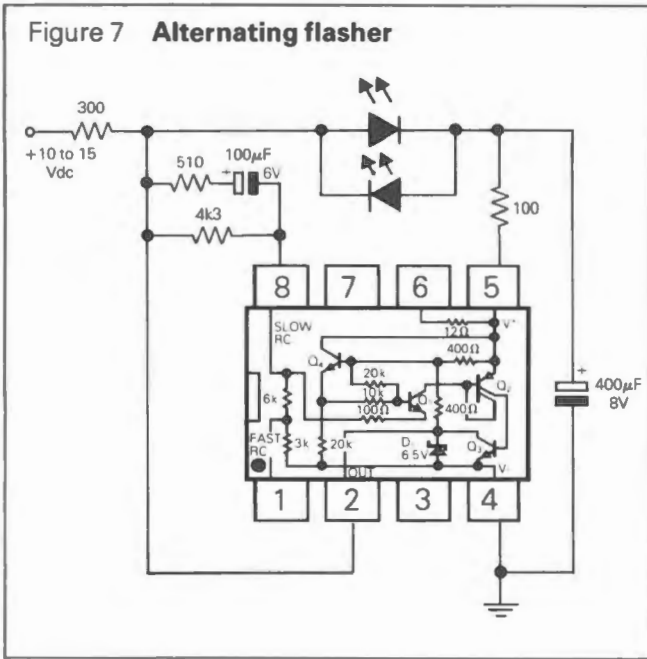 Figure 7 Alternating flasher
300
+10 to 15
Vdc
510
+
100µF
6V
4k3
100
8
7
6
5
SLOW
RC
Q4
12Ω
V+
400Ω
20k
10k
100Ω
Q1
Q2
400Ω
6k
3k
20k
FAST
RC
D1
6 5V
Q3
V-
OUT
1
2
3
4
+
400µF
8V